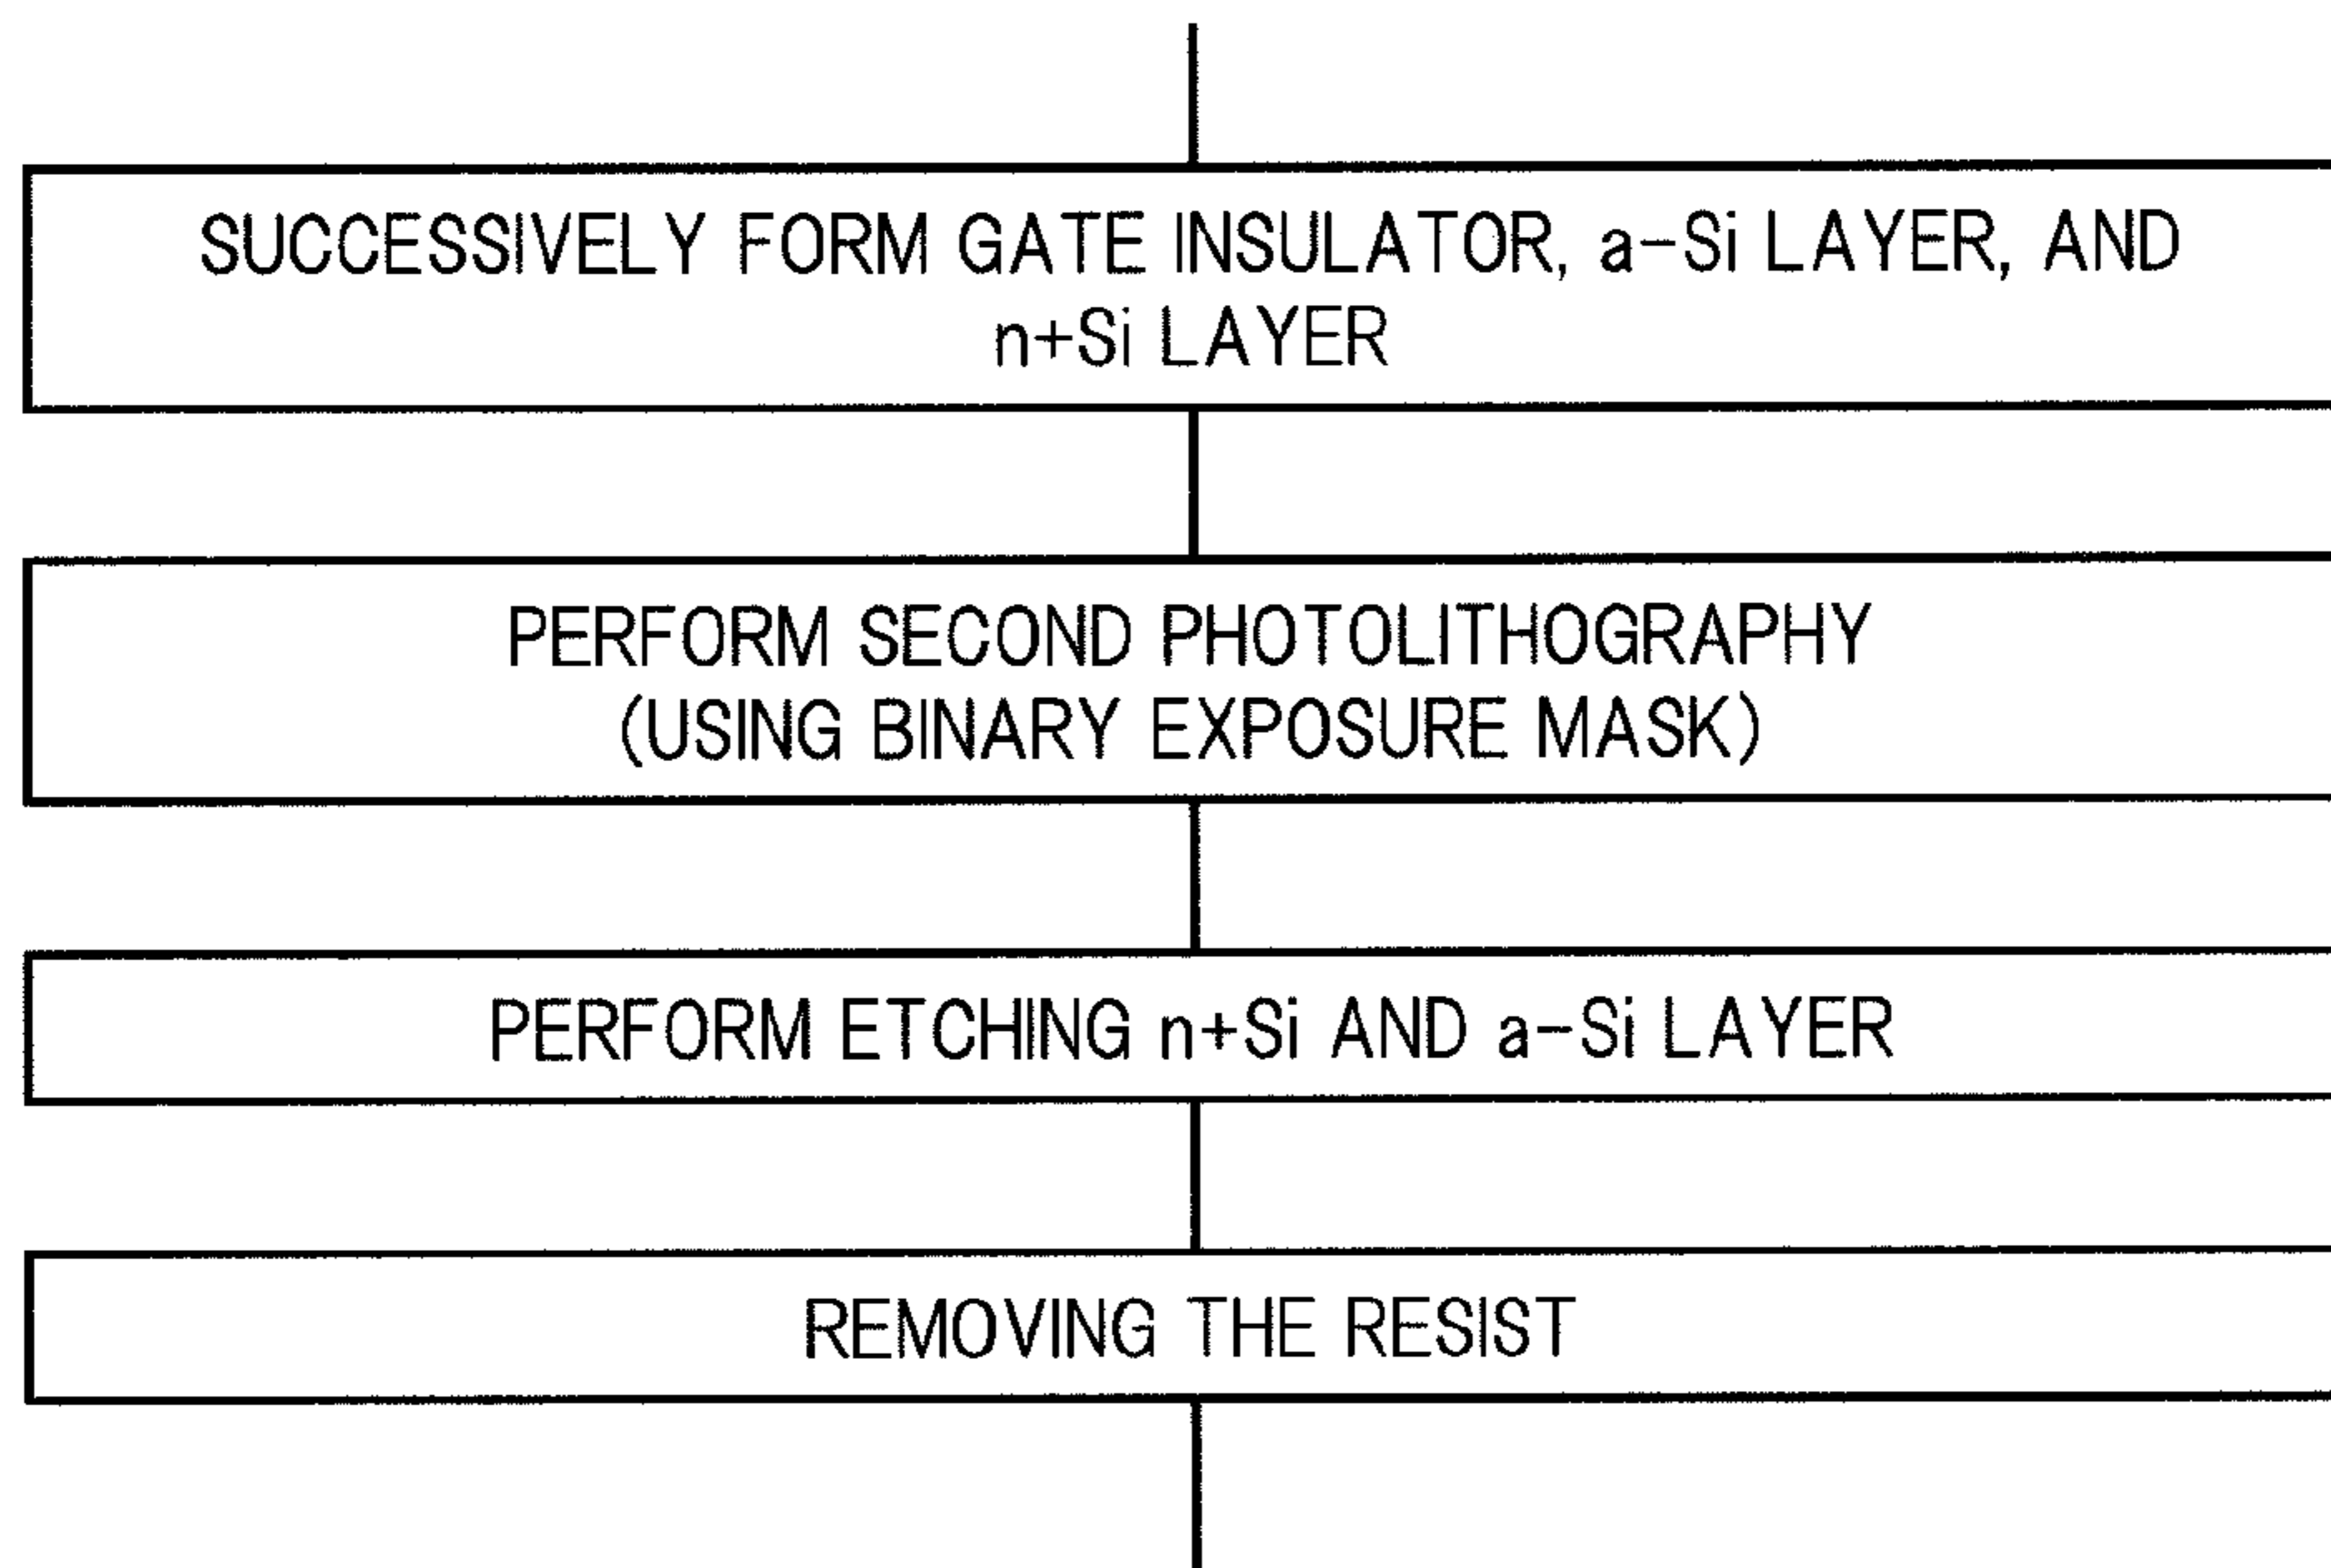 SUCCESSIVELY FORM GATE INSULATOR, a-Si LAYER, AND
n+Si LAYER
PERFORM SECOND PHOTOLITHOGRAPHY
(USING BINARY EXPOSURE MASK)
PERFORM ETCHING n+Si AND a-Si LAYER
REMOVING THE RESIST